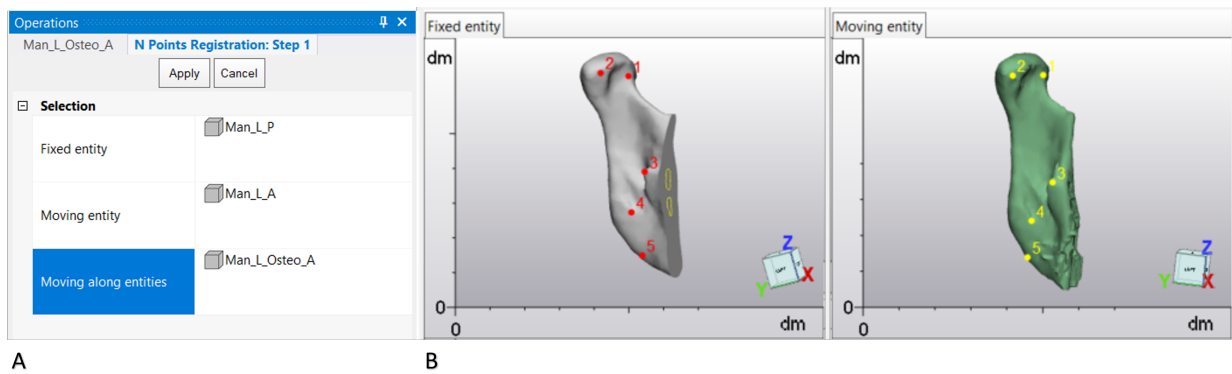 Operations
Man_L_Osteo_A
N Points Registration: Step 1
Apply
Cancel
Selection
Fixed entity
Man_L_P
Moving entity
Man_L_A
Moving along entities
Man_L_Osteo_A
A
Fixed entity
dm
2
1
3
4
5
Z
LEFT
X
Y
0
0
dm
B
Moving entity
dm
2
1
3
4
5
Z
LEFT
Y
X
0
0
dm